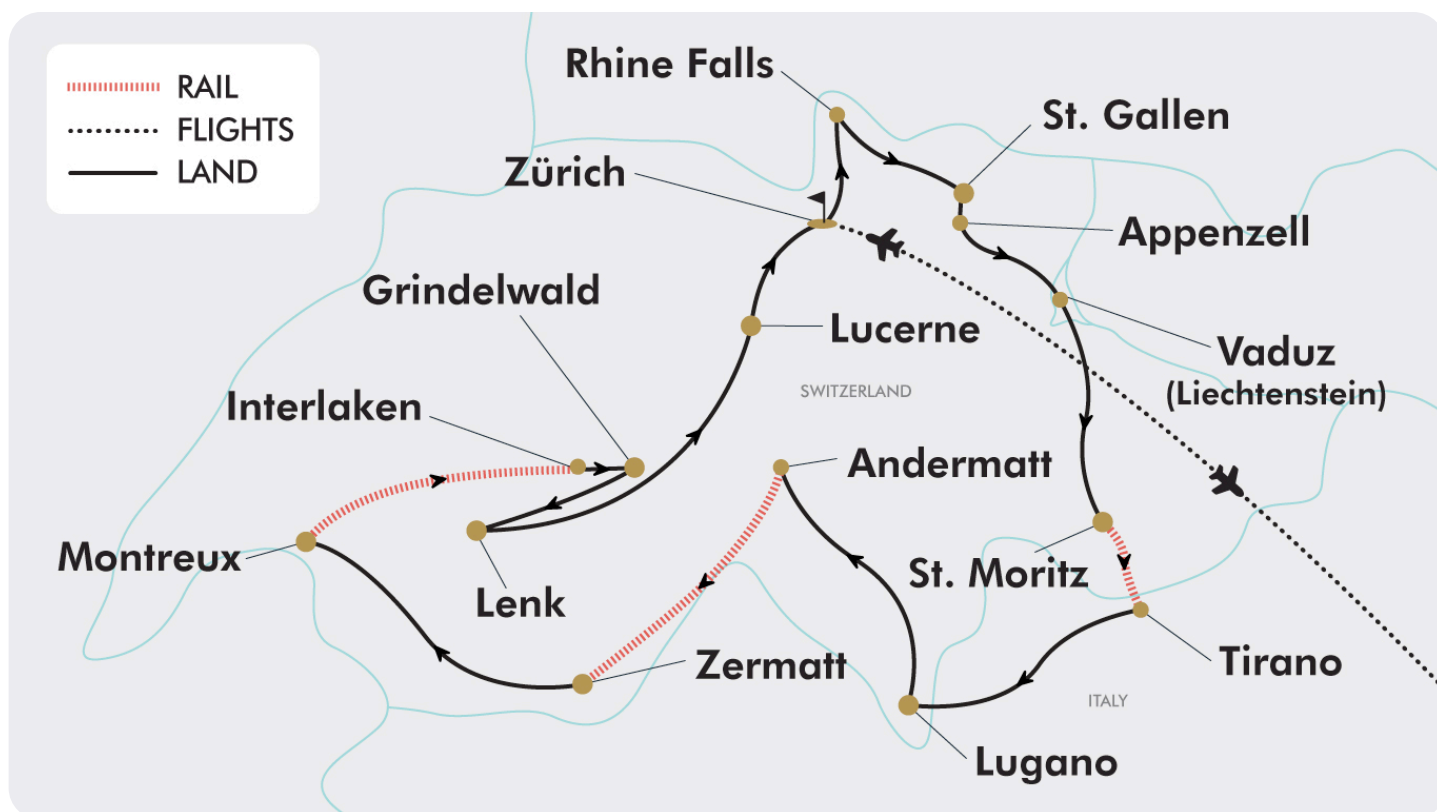 RAIL
FLIGHTS
LAND
Rhine Falls
St. Gallen
Zürich
Appenzell
Grindelwald
Lucerne
Vaduz
(Liechtenstein)
SWITZERLAND
Interlaken
Andermatt
Montreux
St. Moritz
Lenk
Zermatt
Tirano
ITALY
Lugano